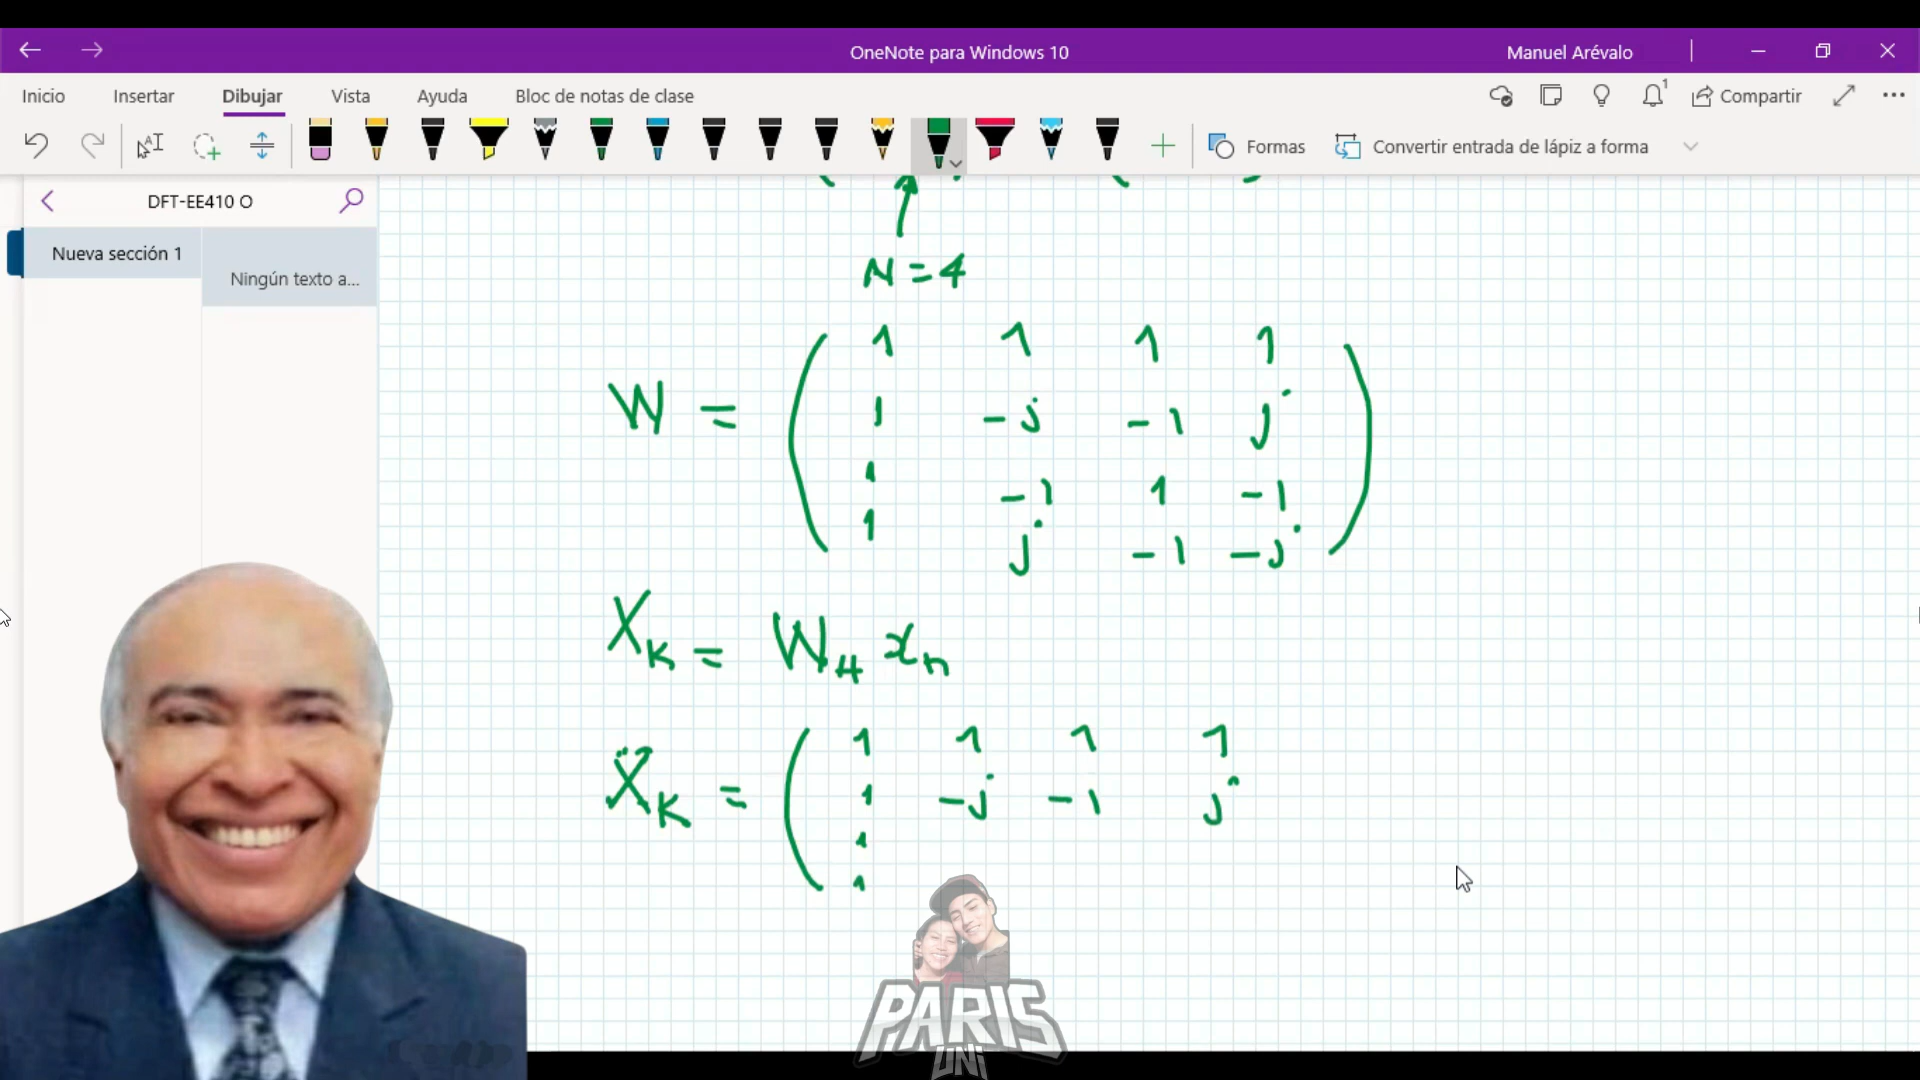 OneNote para Windows 10
Manuel Arévalo
Inicio Insertar Dibujar Vista Ayuda Bloc de notas de clase
1 Compartir
Formas Convertir entrada de lápiz a forma
DFT-EE410 O
Nueva sección 1
Ningún texto a...
N = 4
1 1 1 1
W = 1 -j -1 j
1 -1 1 -1
1 j -1 -j
X_K = W_4 x_n
1 1 1 1
X_K = ( 1 -j -1 j
1
1
PARIS
UNi